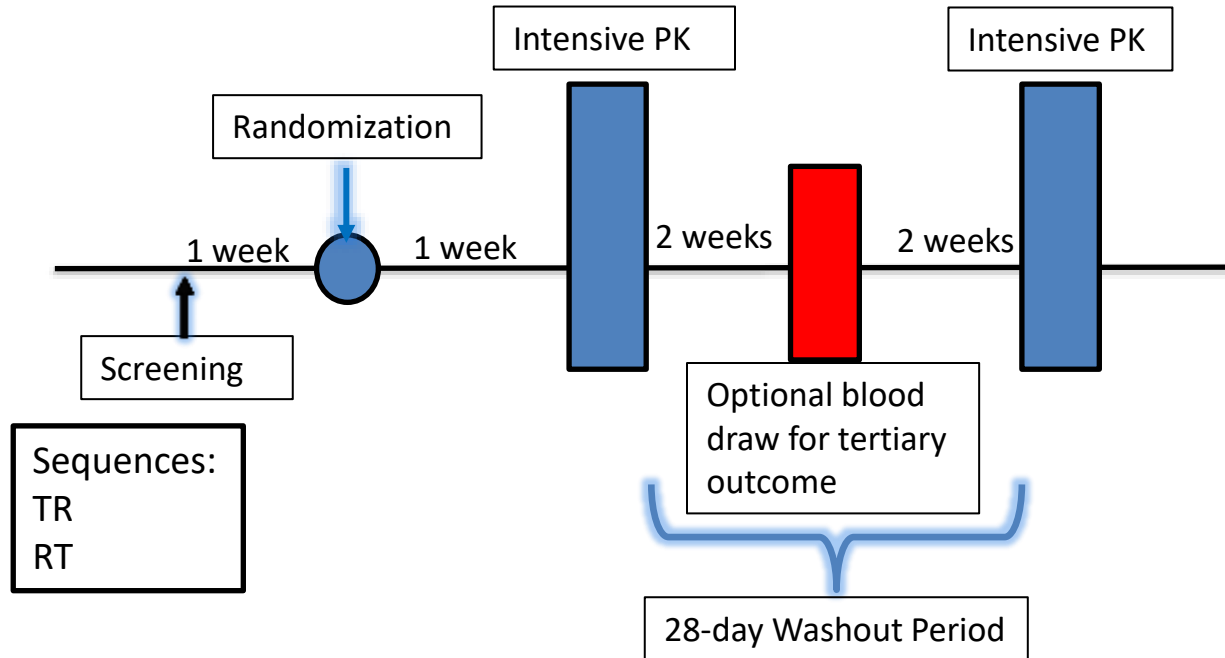 Intensive PK
Intensive PK
Randomization
1 week
1 week
2 weeks
2 weeks
Screening
Optional blood
draw for tertiary
outcome
Sequences:
TR
RT
28-day Washout Period